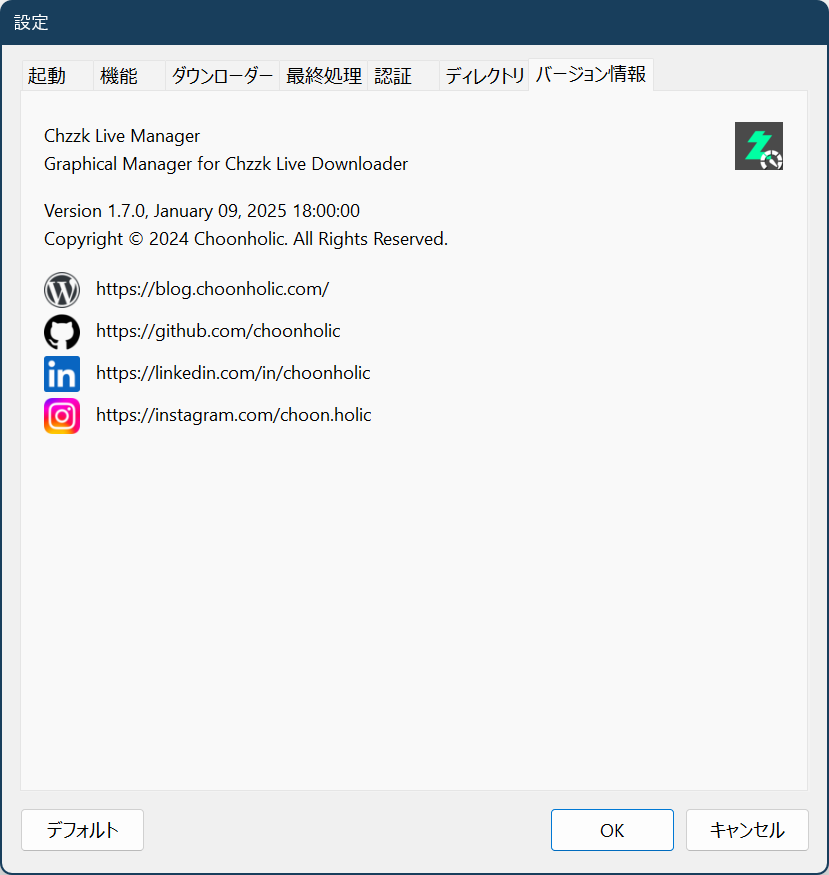 設定
起動 機能 ダウンローダー 最終処理 認証 ディレクトリ バージョン情報
Chzzk Live Manager
Graphical Manager for Chzzk Live Downloader
Version 1.7.0, January 09, 2025 18:00:00
Copyright © 2024 Choonholic. All Rights Reserved.
https://blog.choonholic.com/
https://github.com/choonholic
https://linkedin.com/in/choonholic
https://instagram.com/choon.holic
デフォルト OK キャンセル